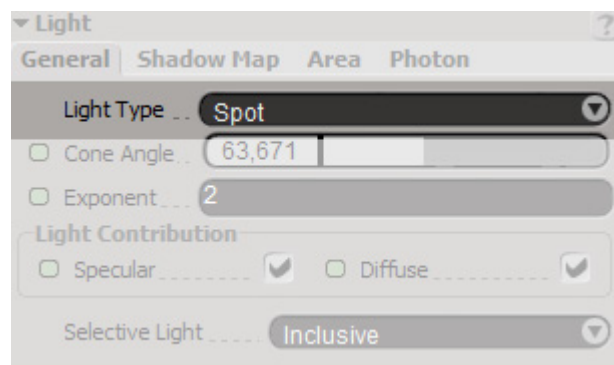 Light ?
General Shadow Map Area Photon
Light Type Spot
Cone Angle 63,671
Exponent 2
Light Contribution
Specular Diffuse
Selective Light Inclusive